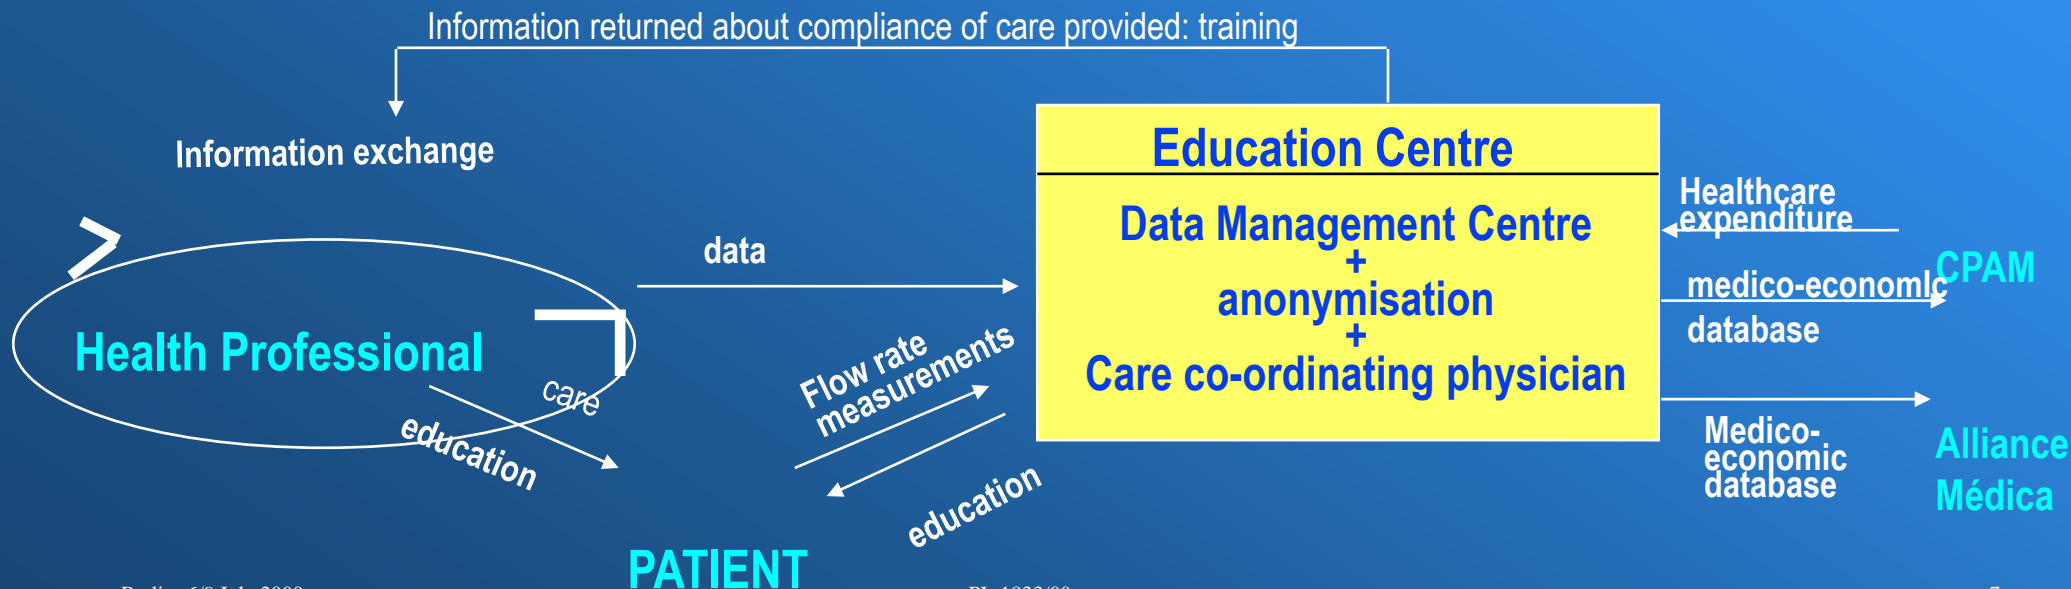 Information returned about compliance of care provided: training
Information exchange
Education Centre
Data Management Centre
+
anonymisation
+
Care co-ordinating physician
Healthcare
expenditure
data
CPAM
medico-economic
database
Health Professional
care
education
Flow rate
measurements
education
Medico-
economic
database
Alliance
Médica
PATIENT